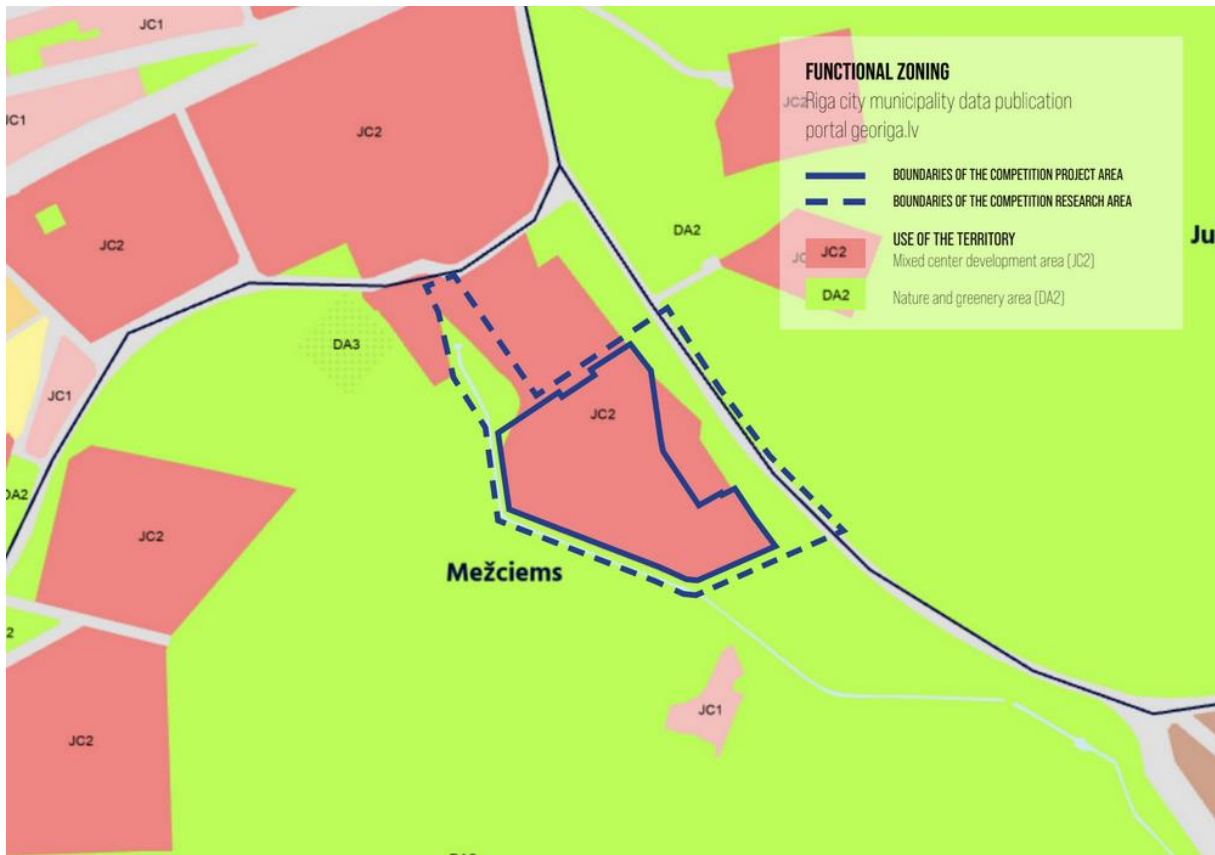 JC1
JC1
JC2
JC2
DA2
DA3
JC1
DA2
JC2
JC2
2
JC2
Mežciems
JC1
Ju
FUNCTIONAL ZONING
JC2
Riga city municipality data publication
portal georiga.lv
BOUNDARIES OF THE COMPETITION PROJECT AREA
BOUNDARIES OF THE COMPETITION RESEARCH AREA
USE OF THE TERRITORY
JC2
Mixed center development area (JC2)
DA2
Nature and greenery area (DA2)